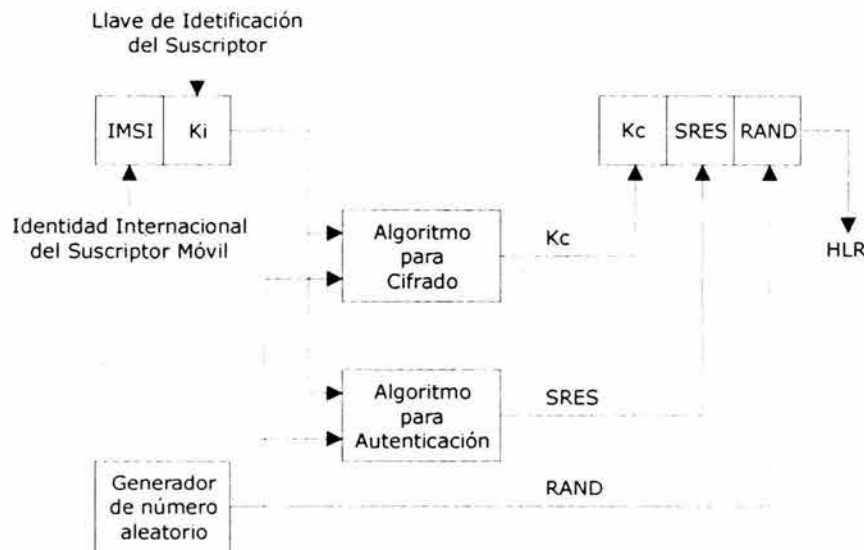 Llave de Idetificación
del Suscriptor
IMSI
Ki
Kc
SRES
RAND
Identidad Internacional
del Suscriptor Móvil
Algoritmo
para
Cifrado
Kc
HLR
Algoritmo
para
Autenticación
SRES
Generador
de número
aleatorio
RAND